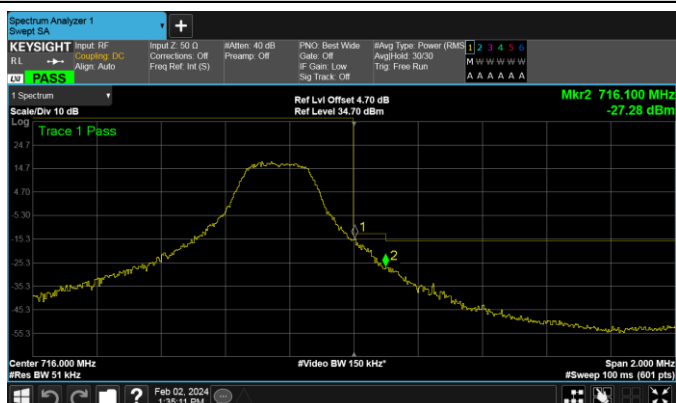 Spectrum Analyzer 1
Swept SA
+
KEYSIGHT Input: RF Input Z: 50 Ω #Atten: 40 dB PNO: Best Wide #Avg Type: Power (RMS 1 2 3 4 5 6
RL Coupling: DC Corrections: Off Preamp: Off Gate: Off Avg|Hold: 30/30 M W W W W W
Align: Auto Freq Ref: Int (S) IF Gain: Low Trig: Free Run
Sig Track: Off A A A A A A
LXI PASS
1 Spectrum Ref Lvl Offset 4.70 dB Mkr2 716.100 MHz
Scale/Div 10 dB Ref Level 34.70 dBm -27.28 dBm
Log
Trace 1 Pass
24.7
14.7
4.70
-5.30
1
-15.3
2
-25.3
-35.3
-45.3
-55.3
Center 716.000 MHz #Video BW 150 kHz* Span 2.000 MHz
#Res BW 51 kHz #Sweep 100 ms (601 pts)
? Feb 02, 2024
1:35:11 PM